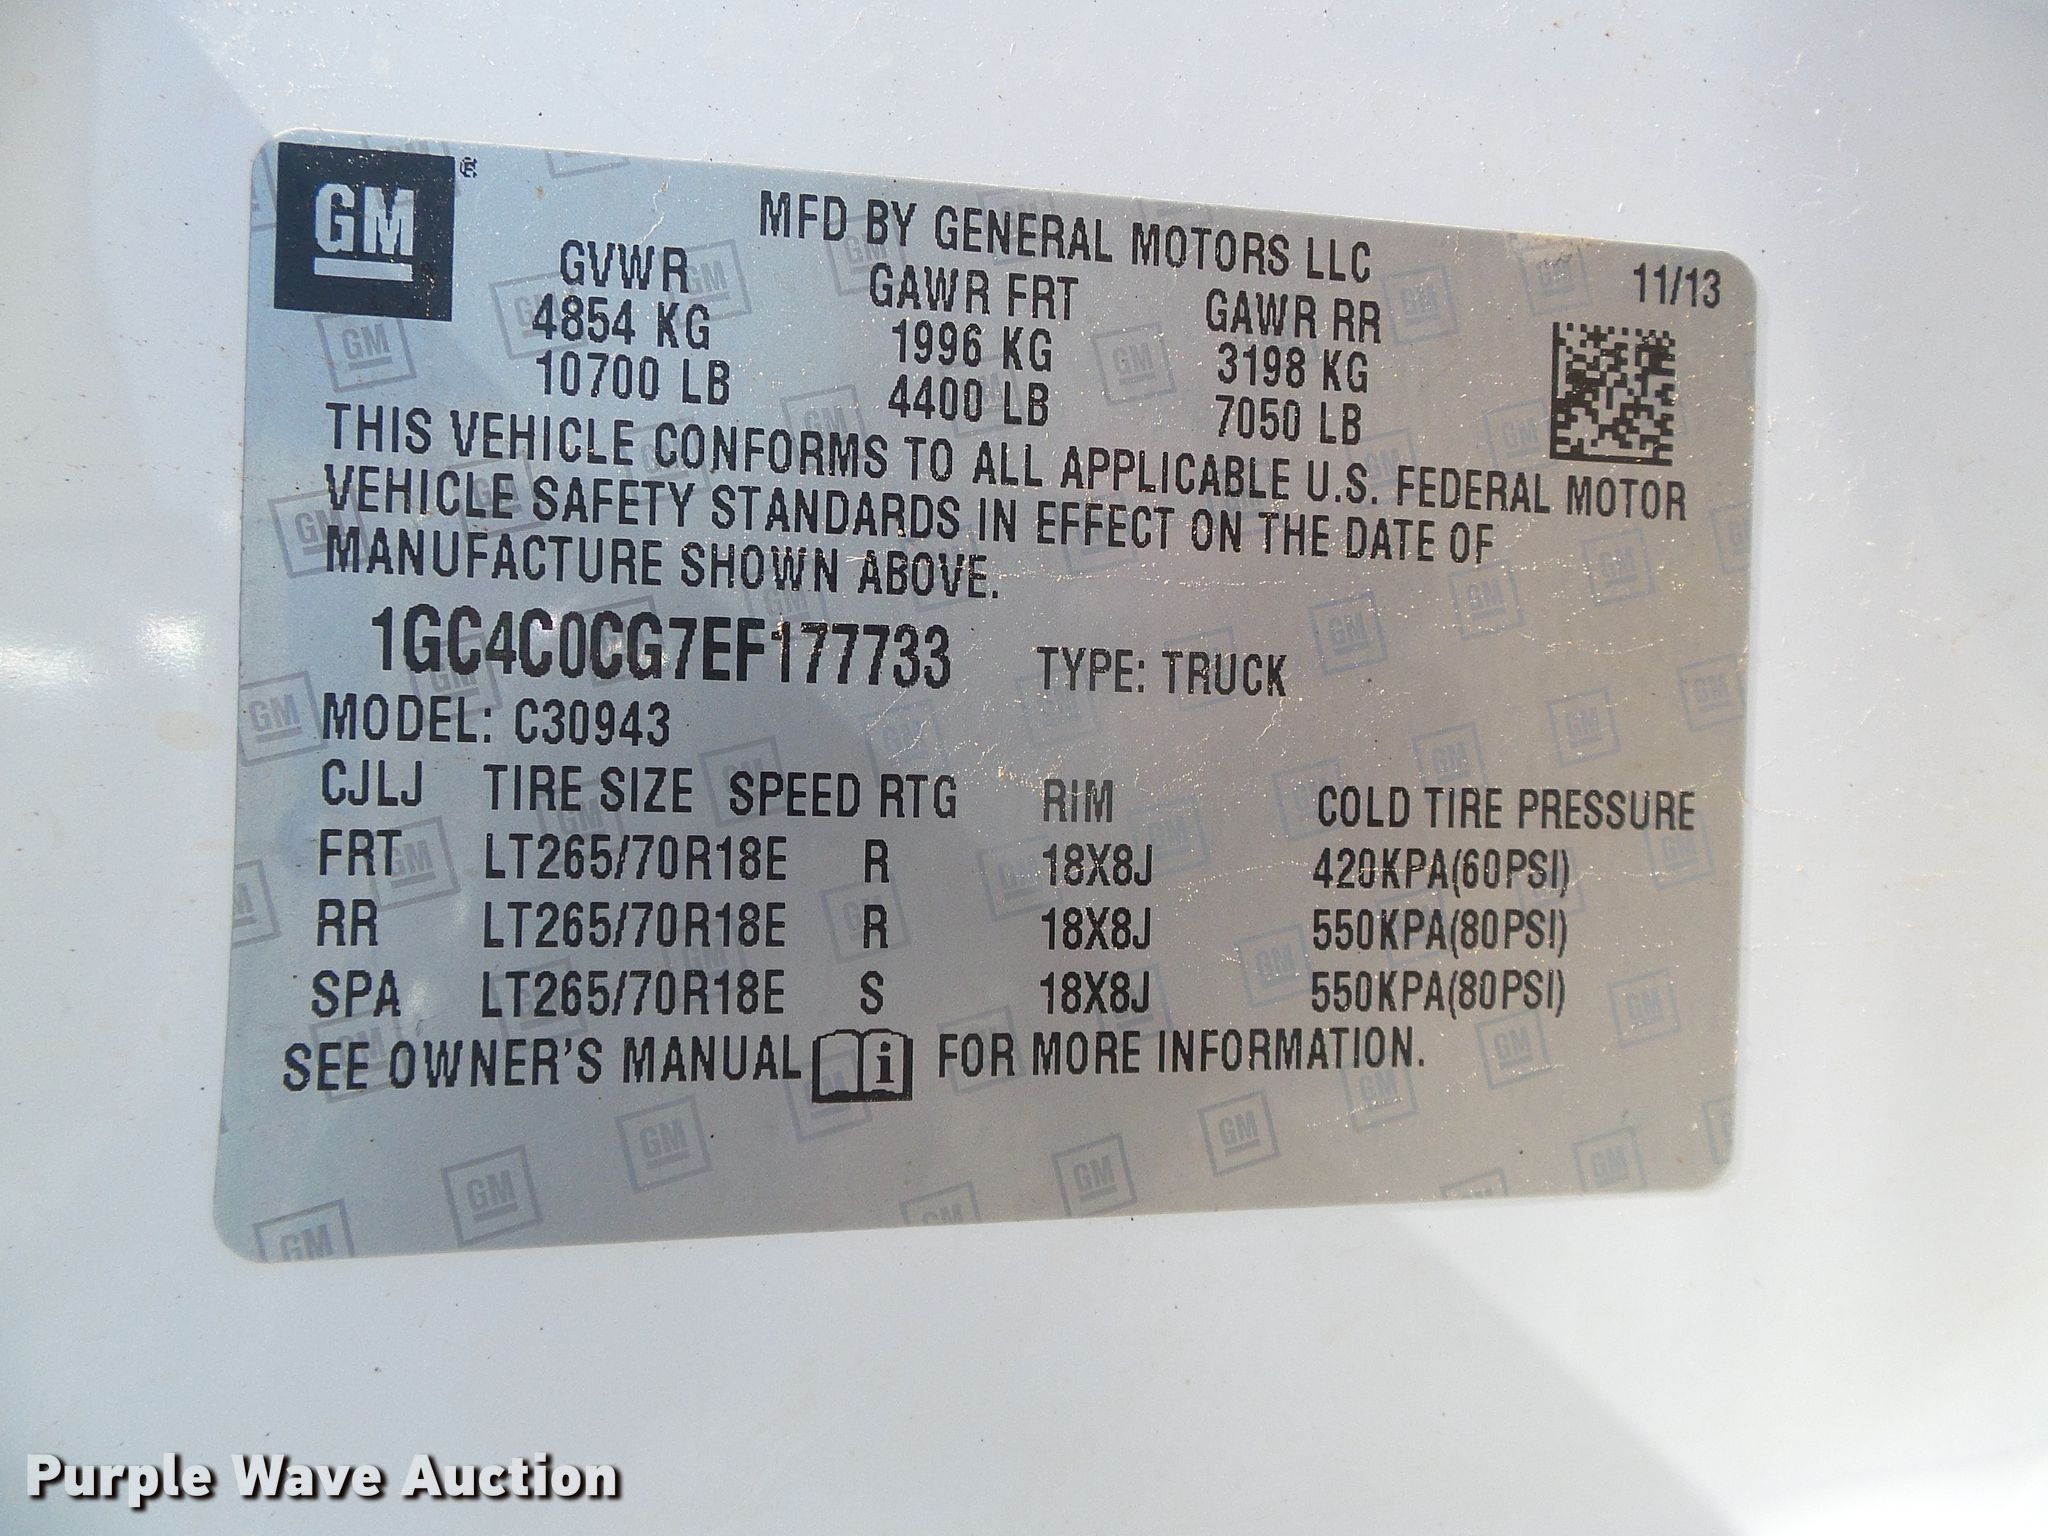 GM
MFD BY GENERAL MOTORS LLC
11/13
GVWR GAWR FRT GAWR RR
4854 KG 1996 KG 3198 KG
10700 LB 4400 LB 7050 LB
THIS VEHICLE CONFORMS TO ALL APPLICABLE U.S. FEDERAL MOTOR
VEHICLE SAFETY STANDARDS IN EFFECT ON THE DATE OF
MANUFACTURE SHOWN ABOVE.
1GC4C0CG7EF177733 TYPE: TRUCK
MODEL: C30943
CJLJ TIRE SIZE SPEED RTG RIM COLD TIRE PRESSURE
FRT LT265/70R18E R 18X8J 420KPA(60PSI)
RR LT265/70R18E R 18X8J 550KPA(80PSI)
SPA LT265/70R18E S 18X8J 550KPA(80PSI)
SEE OWNER'S MANUAL i FOR MORE INFORMATION.
Purple Wave Auction